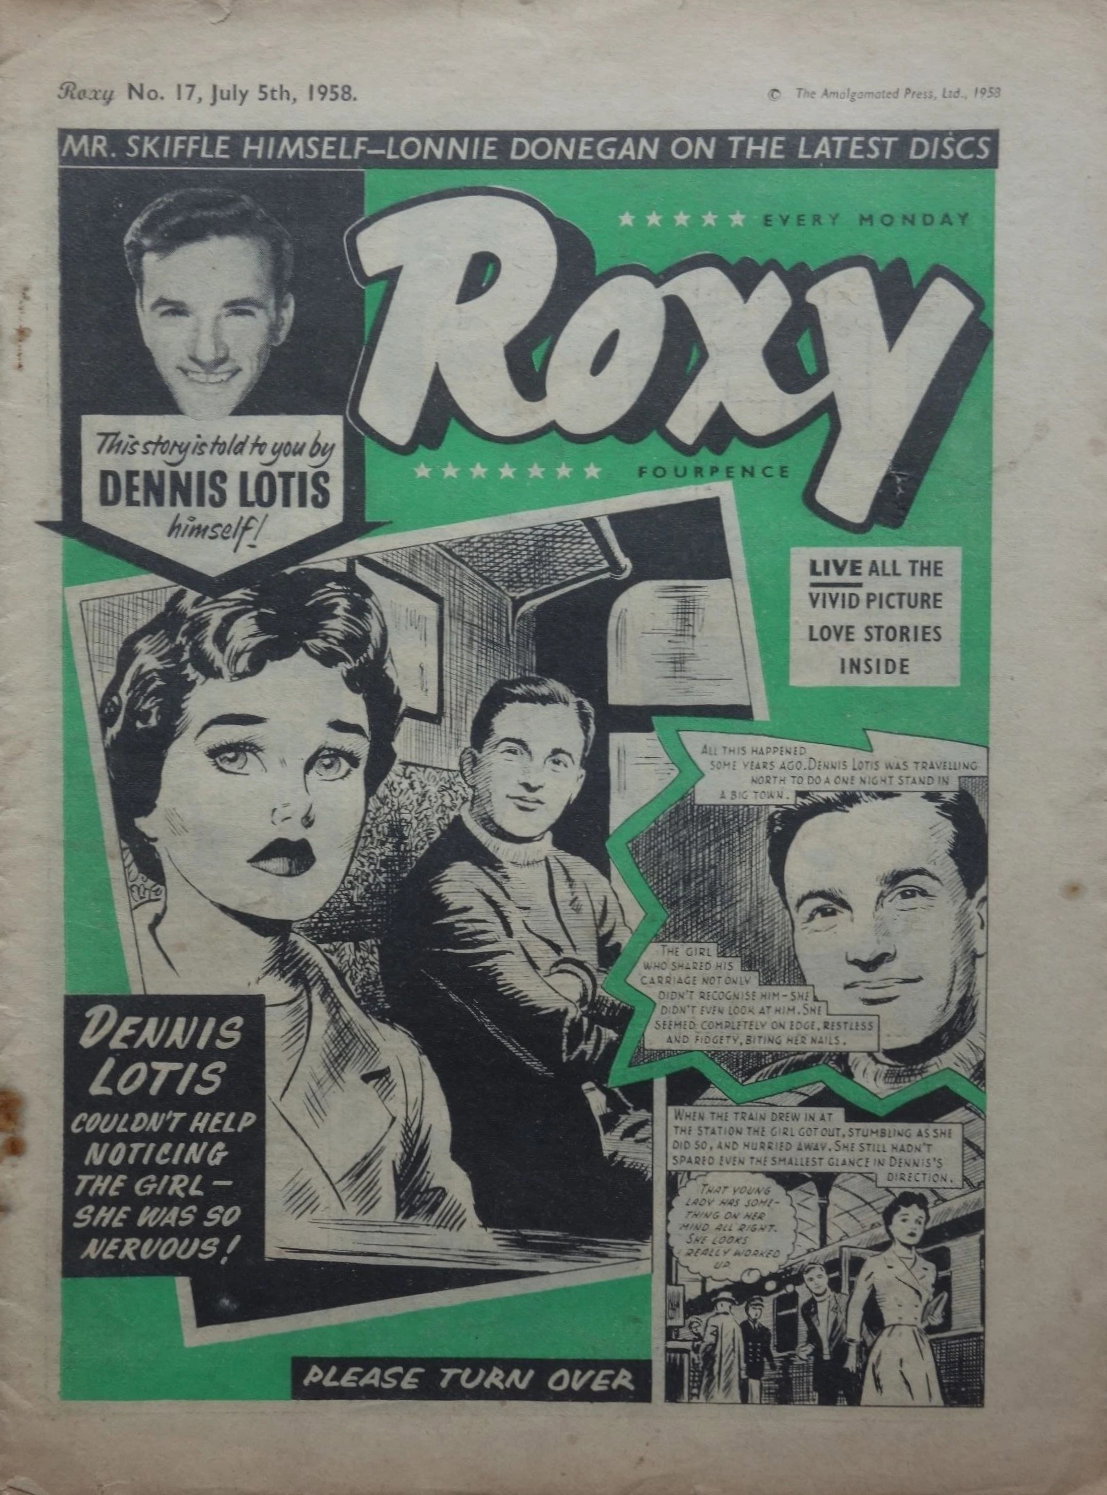 Roxy No. 17, July 5th, 1958.
© The Amalgamated Press, Ltd., 1958
MR. SKIFFLE HIMSELF—LONNIE DONEGAN ON THE LATEST DISCS
EVERY MONDAY
Roxy
FOURPENCE
This story is told to you by
DENNIS LOTIS
himself!
LIVE ALL THE
VIVID PICTURE
LOVE STORIES
INSIDE
ALL THIS HAPPENED
SOME YEARS AGO. DENNIS LOTIS WAS TRAVELLING
NORTH TO DO A ONE NIGHT STAND IN
A BIG TOWN.
THE GIRL
WHO SHARED HIS
CARRIAGE NOT ONLY
DIDN'T RECOGNISE HIM – SHE
DIDN'T EVEN LOOK AT HIM. SHE
SEEMED COMPLETELY ON EDGE, RESTLESS
AND FIDGETY, BITING HER NAILS.
DENNIS
LOTIS
COULDN'T HELP
NOTICING
THE GIRL —
SHE WAS SO
NERVOUS!
WHEN THE TRAIN DREW IN AT
THE STATION THE GIRL GOT OUT, STUMBLING AS SHE
DID SO, AND HURRIED AWAY. SHE STILL HADN'T
SPARED EVEN THE SMALLEST GLANCE IN DENNIS'S
DIRECTION.
THAT YOUNG
LADY HAS SOME-
THING ON HER
MIND ALL RIGHT.
SHE LOOKS
REALLY WORKED
UP.
PLEASE TURN OVER